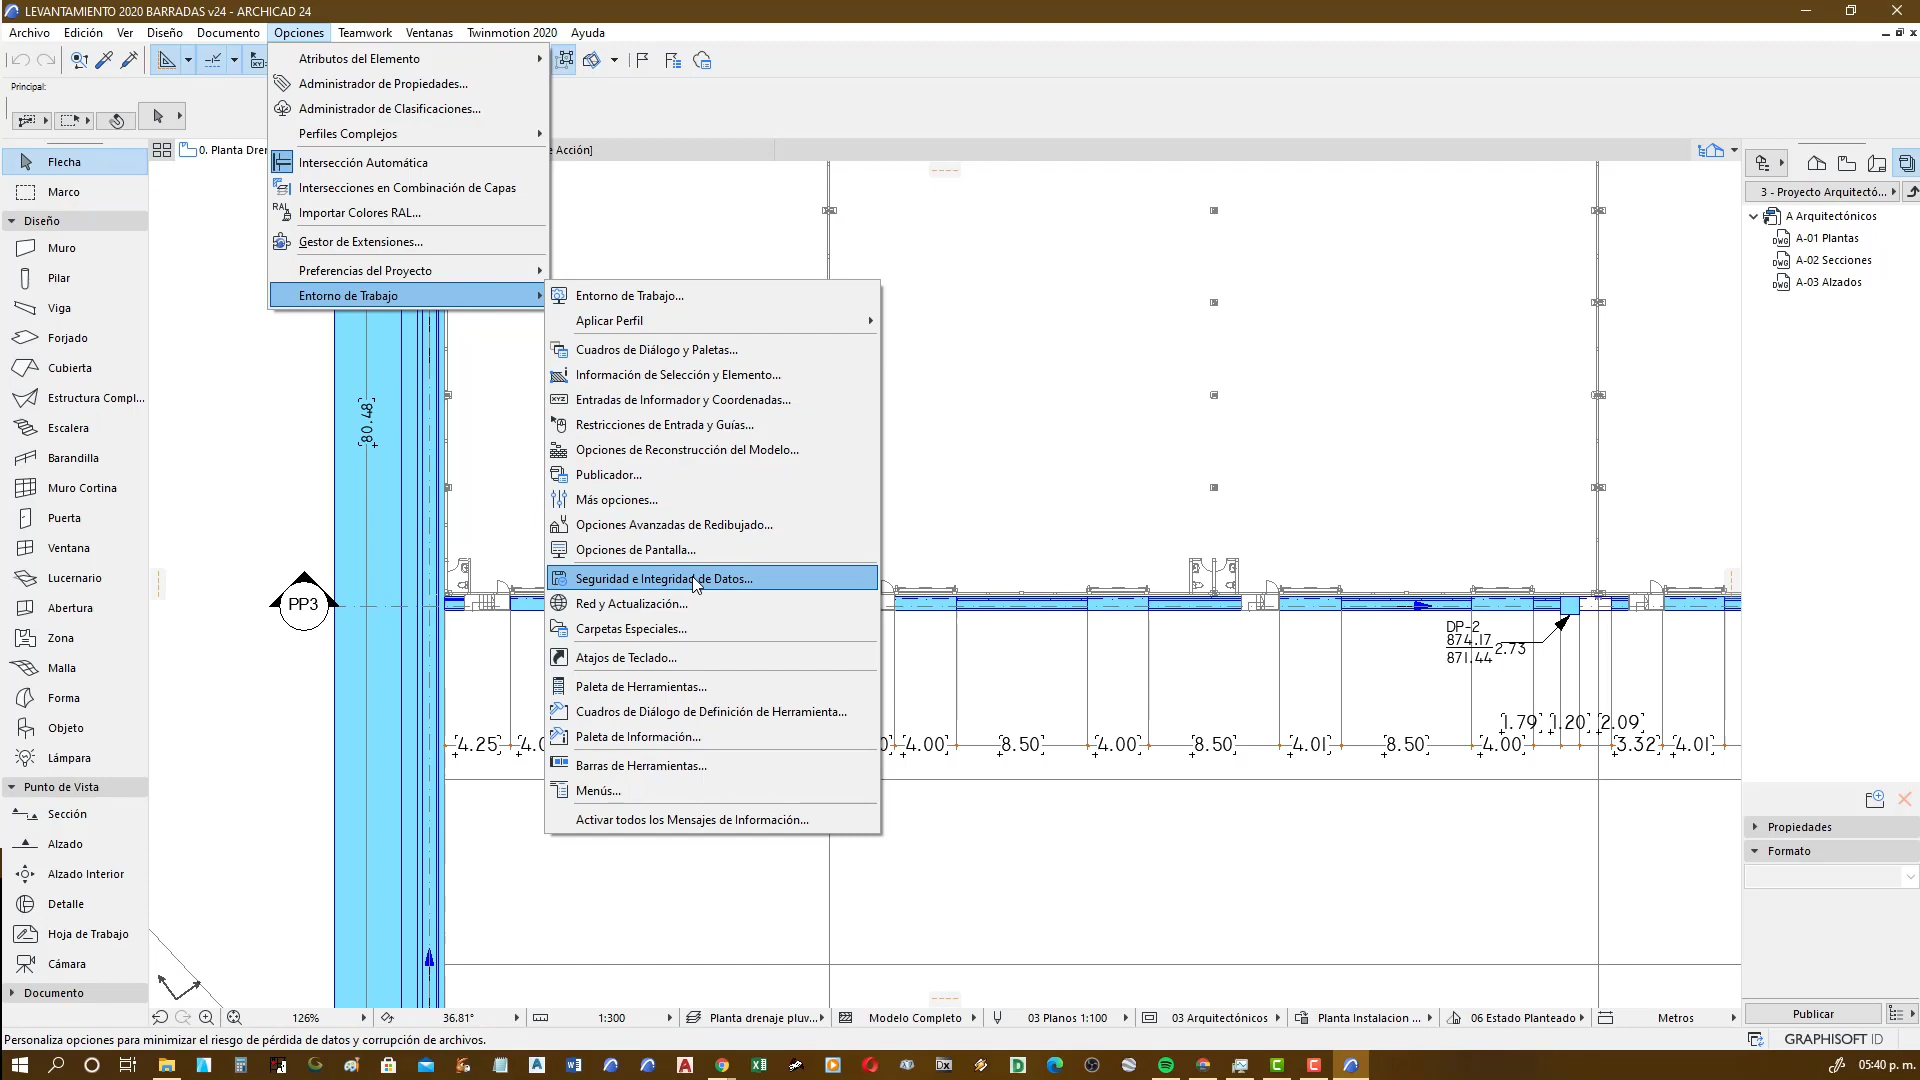 LEVANTAMIENTO 2020 BARRADAS v24 - ARCHICAD 24
Archivo Edición Ver Diseño Documento Opciones Teamwork Ventanas Twinmotion 2020 Ayuda
Principal:
Atributos del Elemento
Administrador de Propiedades...
Administrador de Clasificaciones...
Perfiles Complejos
Intersección Automática
Intersecciones en Combinación de Capas
RAL
Importar Colores RAL...
Gestor de Extensiones...
Preferencias del Proyecto
Entorno de Trabajo
Entorno de Trabajo...
Aplicar Perfil
Cuadros de Diálogo y Paletas...
Información de Selección y Elemento...
XYZ
Entradas de Informador y Coordenadas...
Restricciones de Entrada y Guías...
Opciones de Reconstrucción del Modelo...
Publicador...
Más opciones...
Opciones Avanzadas de Redibujado...
Opciones de Pantalla...
Seguridad e Integridad de Datos...
Red y Actualización...
Carpetas Especiales...
Atajos de Teclado...
Paleta de Herramientas...
Cuadros de Diálogo de Definición de Herramienta...
Paleta de Información...
Barras de Herramientas...
Menús...
Activar todos los Mensajes de Información...
Flecha
Marco
Diseño
Muro
Pilar
Viga
Forjado
Cubierta
Estructura Compl...
Escalera
Barandilla
Muro Cortina
Puerta
Ventana
Lucernario
Abertura
Zona
Malla
Forma
Objeto
Lámpara
Punto de Vista
Sección
Alzado
Alzado Interior
Detalle
Hoja de Trabajo
Cámara
Documento
0. Planta Dren
e Acción]
80.48
PP3
DP-2
874.17
871.44
2.73
1.79 1.20 2.09
4.25 4.0 4.00 8.50 4.00 8.50 4.01 8.50 4.00 3.32 4.01
3 - Proyecto Arquitectó...
A Arquitectónicos
DWG A-01 Plantas
DWG A-02 Secciones
DWG A-03 Alzados
Propiedades
Formato
Publicar
126% 36.81° 1:300 Planta drenaje pluv... Modelo Completo 03 Planos 1:100 03 Arquitectónicos Planta Instalacion ... 06 Estado Planteado Metros
Personaliza opciones para minimizar el riesgo de pérdida de datos y corrupción de archivos.
GRAPHISOFT ID
05:40 p. m.